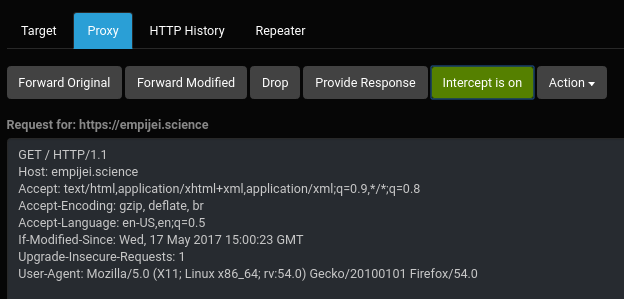 Target Proxy HTTP History Repeater
Forward Original Forward Modified Drop Provide Response Intercept is on Action
Request for: https://empijei.science
GET / HTTP/1.1
Host: empijei.science
Accept: text/html,application/xhtml+xml,application/xml;q=0.9,*/*;q=0.8
Accept-Encoding: gzip, deflate, br
Accept-Language: en-US,en;q=0.5
If-Modified-Since: Wed, 17 May 2017 15:00:23 GMT
Upgrade-Insecure-Requests: 1
User-Agent: Mozilla/5.0 (X11; Linux x86_64; rv:54.0) Gecko/20100101 Firefox/54.0